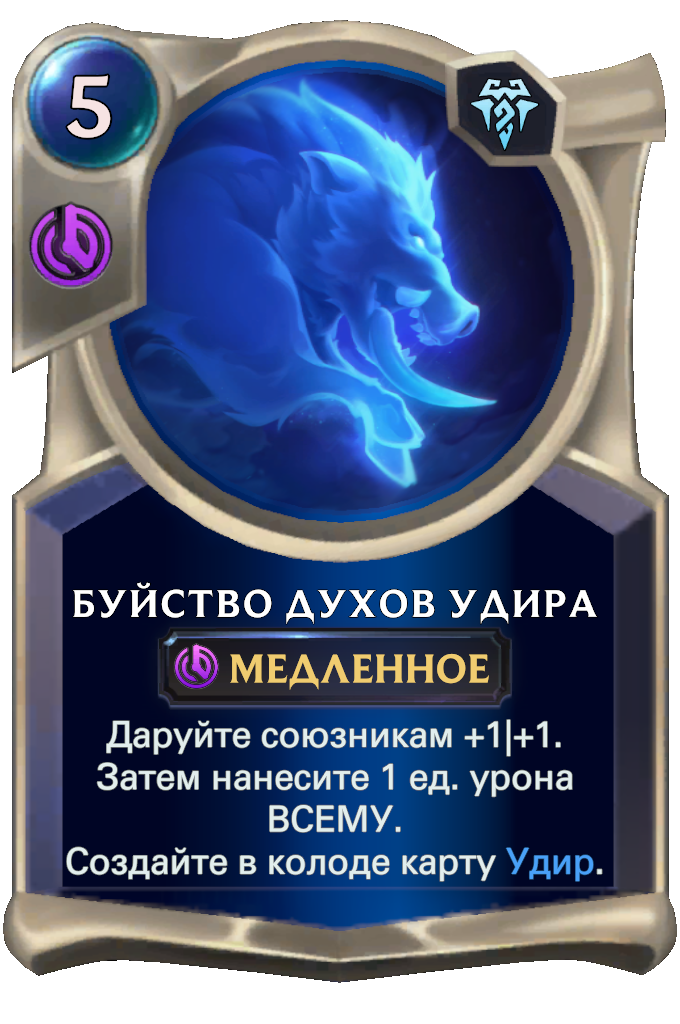 5
БУЙСТВО ДУХОВ УДИРА
МЕДЛЕННОЕ
Даруйте союзникам +1|+1.
Затем нанесите 1 ед. урона
ВСЕМУ.
Создайте в колоде карту Удир.